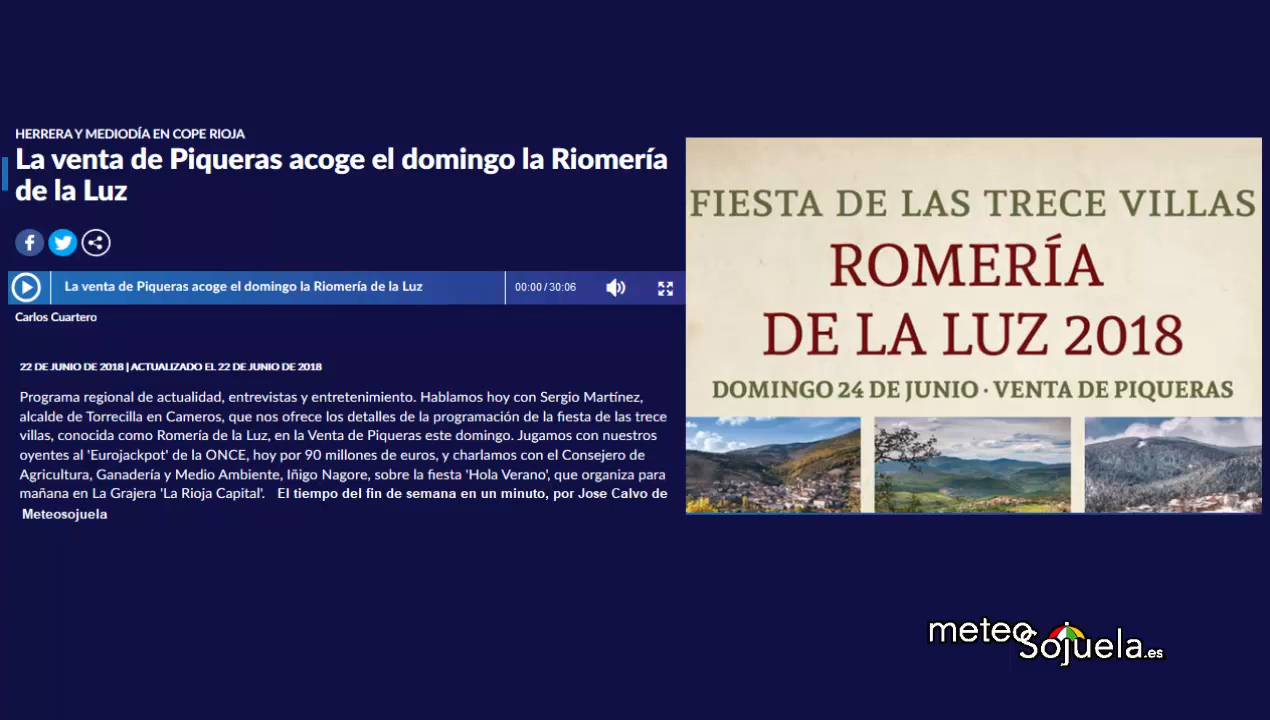 HERRERA Y MEDIODÍA EN COPE RIOJA
La venta de Piqueras acoge el domingo la Riomería
de la Luz
La venta de Piqueras acoge el domingo la Riomería de la Luz
00:00 / 30:06
Carlos Cuartero
22 DE JUNIO DE 2018 | ACTUALIZADO EL 22 DE JUNIO DE 2018
Programa regional de actualidad, entrevistas y entretenimiento. Hablamos hoy con Sergio Martínez,
alcalde de Torrecilla en Cameros, que nos ofrece los detalles de la programación de la fiesta de las trece
villas, conocida como Romería de la Luz, en la Venta de Piqueras este domingo. Jugamos con nuestros
oyentes al 'Eurojackpot' de la ONCE, hoy por 90 millones de euros, y charlamos con el Consejero de
Agricultura, Ganadería y Medio Ambiente, Iñigo Nagore, sobre la fiesta 'Hola Verano', que organiza para
mañana en La Grajera 'La Rioja Capital'. El tiempo del fin de semana en un minuto, por Jose Calvo de
Meteosojuela
FIESTA DE LAS TRECE VILLAS
ROMERÍA
DE LA LUZ 2018
DOMINGO 24 DE JUNIO · VENTA DE PIQUERAS
meteo
Sojuela.es